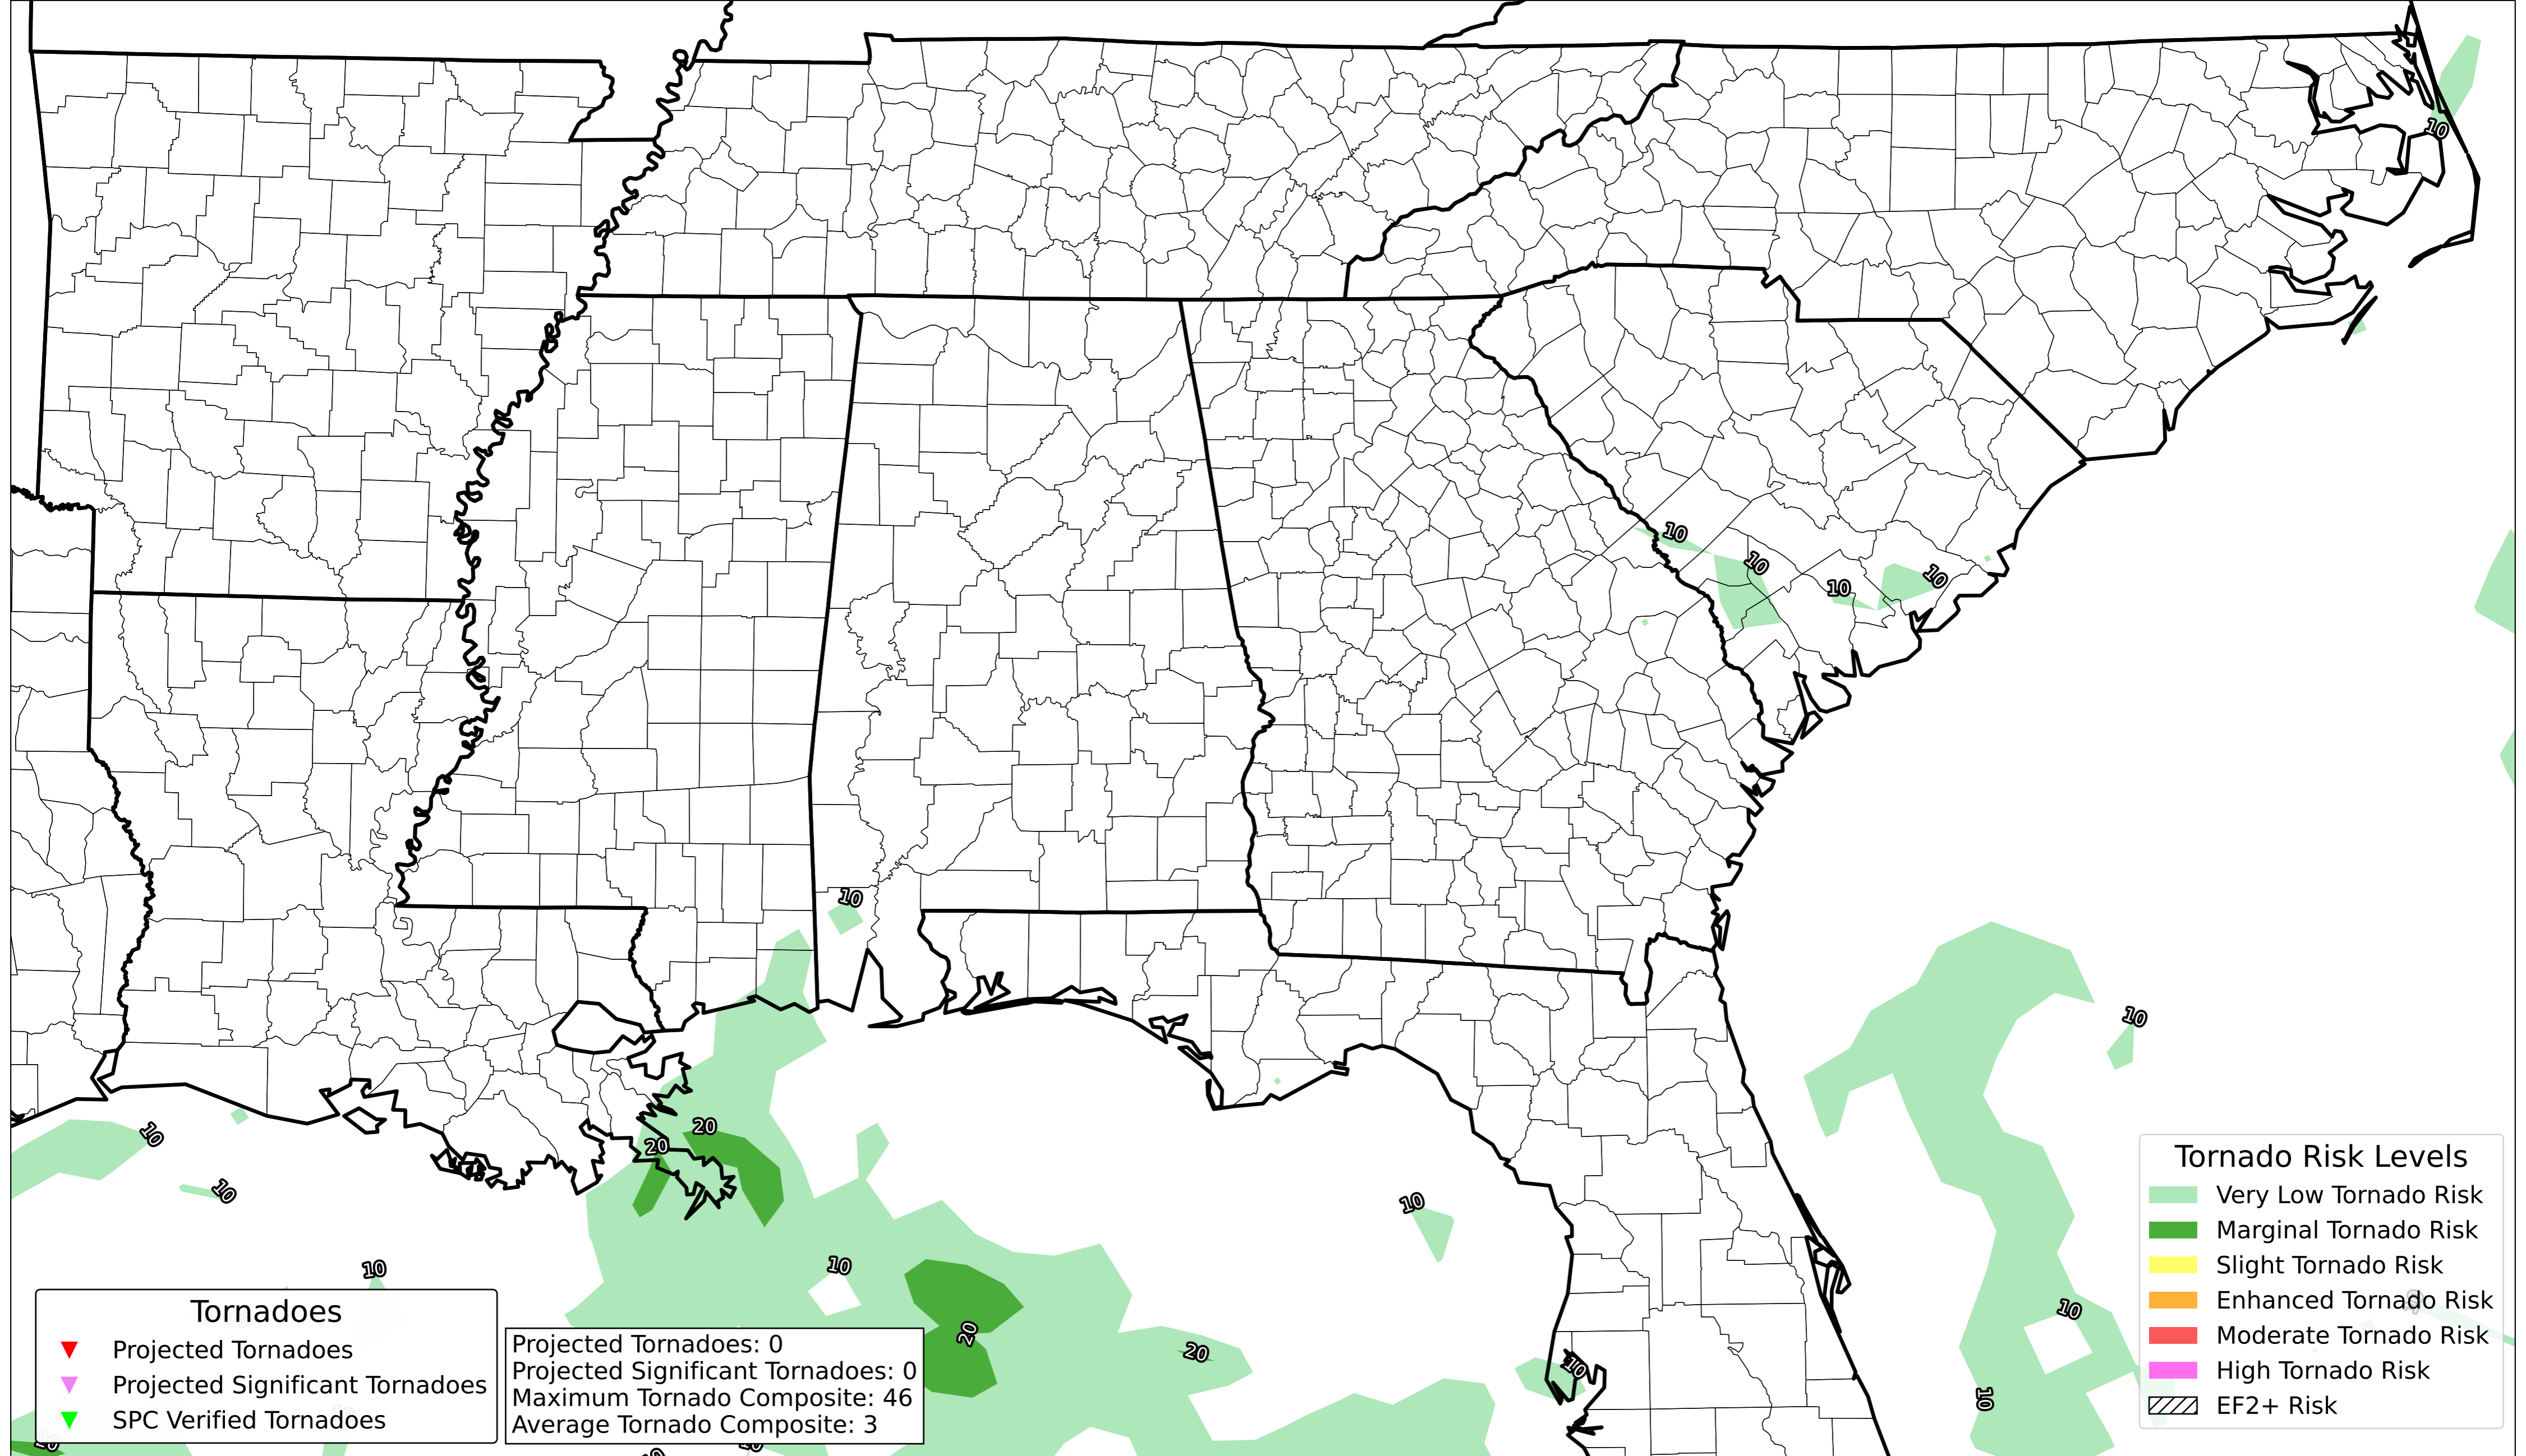 10
10
10
10
10
10
10
20
20
10
10
10
10
10
10
20
20
10
10
10
Tornadoes
Projected Tornadoes
Projected Significant Tornadoes
SPC Verified Tornadoes
Projected Tornadoes: 0
Projected Significant Tornadoes: 0
Maximum Tornado Composite: 46
Average Tornado Composite: 3
Tornado Risk Levels
Very Low Tornado Risk
Marginal Tornado Risk
Slight Tornado Risk
Enhanced Tornado Risk
Moderate Tornado Risk
High Tornado Risk
EF2+ Risk